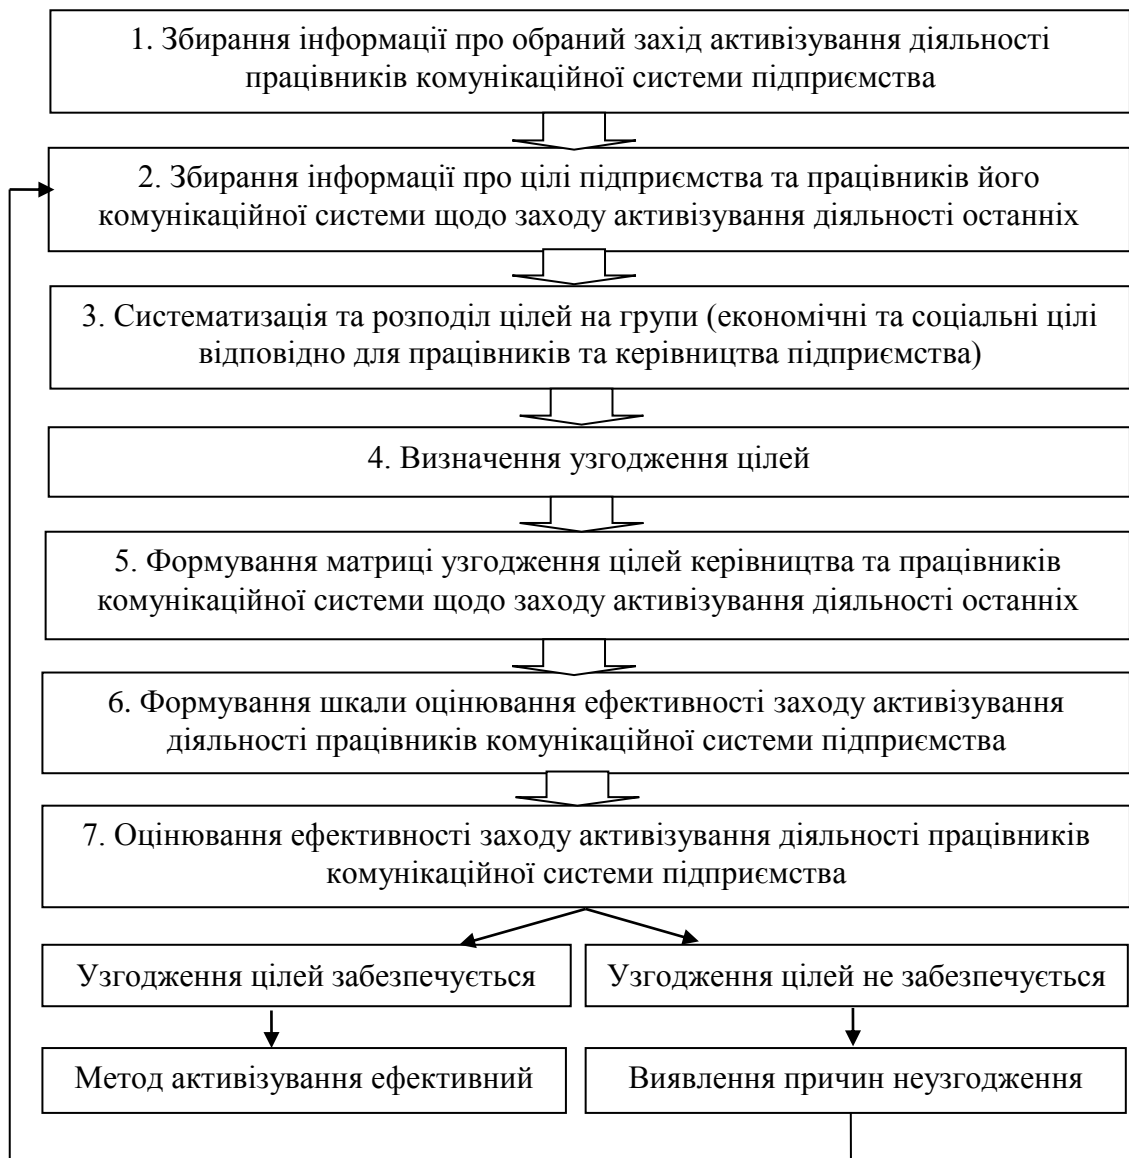 1. Збирання інформації про обраний захід активізування діяльності
працівників комунікаційної системи підприємства
2. Збирання інформації про цілі підприємства та працівників його
комунікаційної системи щодо заходу активізування діяльності останніх
3. Систематизація та розподіл цілей на групи (економічні та соціальні цілі
відповідно для працівників та керівництва підприємства)
4. Визначення узгодження цілей
5. Формування матриці узгодження цілей керівництва та працівників
комунікаційної системи щодо заходу активізування діяльності останніх
6. Формування шкали оцінювання ефективності заходу активізування
діяльності працівників комунікаційної системи підприємства
7. Оцінювання ефективності заходу активізування діяльності працівників
комунікаційної системи підприємства
Узгодження цілей забезпечується
Узгодження цілей не забезпечується
Метод активізування ефективний
Виявлення причин неузгодження